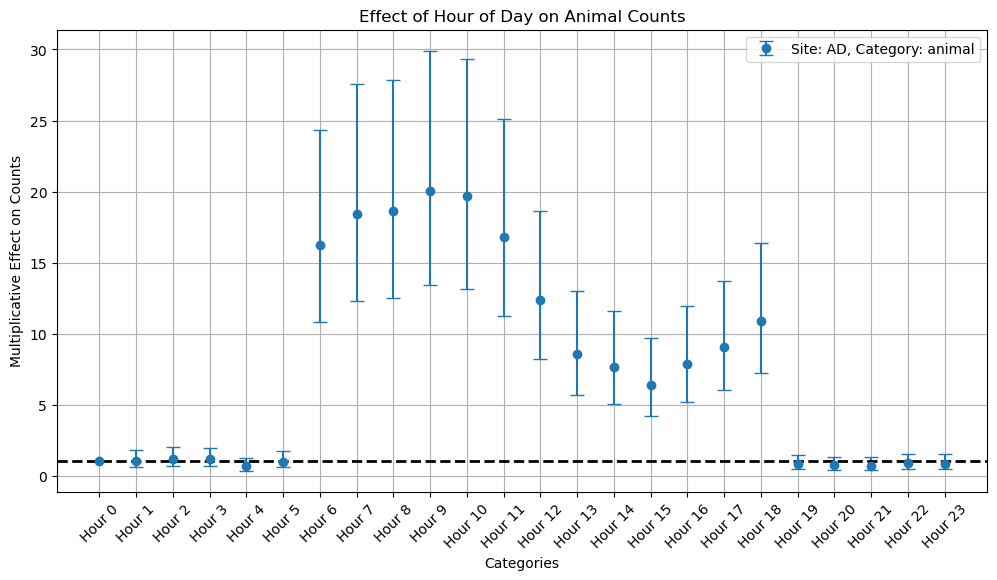 Effect of Hour of Day on Animal Counts
Site: AD, Category: animal
Multiplicative Effect on Counts
30
25
20
15
10
5
0
Hour 0
Hour 1
Hour 2
Hour 3
Hour 4
Hour 5
Hour 6
Hour 7
Hour 8
Hour 9
Hour 10
Hour 11
Hour 12
Hour 13
Hour 14
Hour 15
Hour 16
Hour 17
Hour 18
Hour 19
Hour 20
Hour 21
Hour 22
Hour 23
Categories